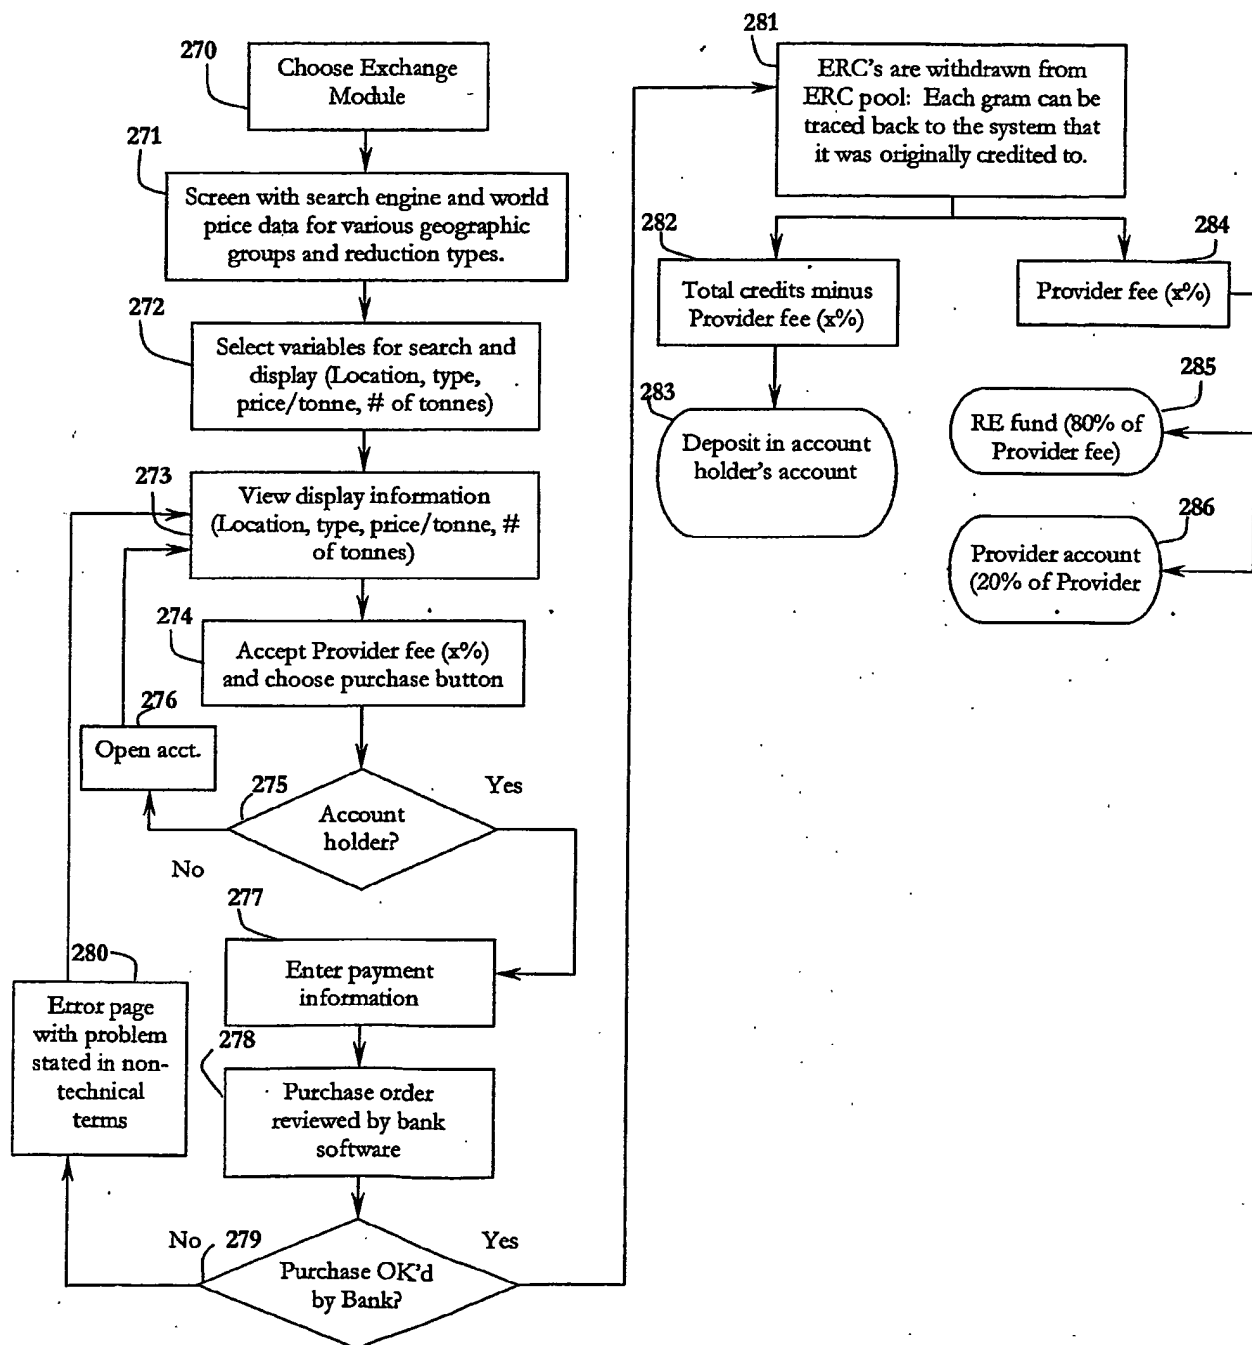 270
Choose Exchange
Module
271
Screen with search engine and world
price data for various geographic
groups and reduction types.
272
Select variables for search and
display (Location, type,
price/tonne, # of tonnes)
273
View display information
(Location, type, price/tonne, #
of tonnes)
274
Accept Provider fee (x%)
and choose purchase button
276
Open acct.
275
Yes
Account
holder?
No
277
Enter payment
information
280
Error page
with problem
stated in non-
technical
terms
278
Purchase order
reviewed by bank
software
No
279
Yes
Purchase OK'd
by Bank?
281
ERC's are withdrawn from
ERC pool: Each gram can be
traced back to the system that
it was originally credited to.
282
Total credits minus
Provider fee (x%)
284
Provider fee (x%)
283
Deposit in account
holder's account
285
RE fund (80% of
Provider fee)
286
Provider account
(20% of Provider